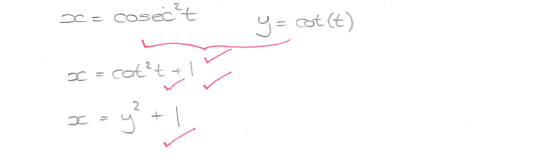 x = cosec²t y = cot(t)
x = cot²t + 1
x = y² + 1